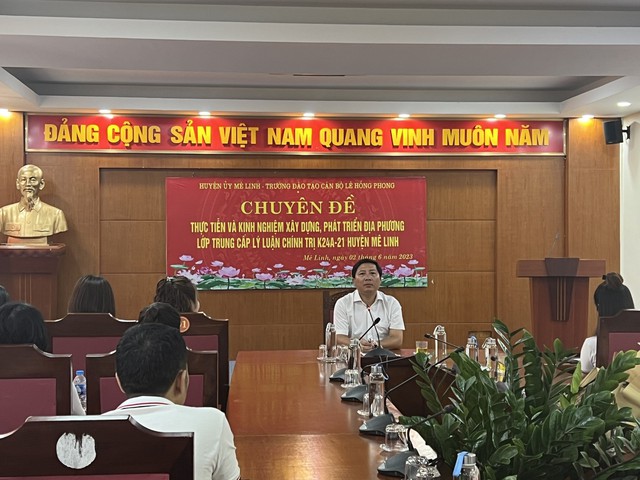 ĐẢNG CỘNG SẢN VIỆT NAM QUANG VINH MUÔN NĂM
HUYỆN ỦY MÊ LINH - TRƯỜNG ĐÀO TẠO CÁN BỘ LÊ HỒNG PHONG
CHUYÊN ĐỀ
THỰC TIỄN VÀ KINH NGHIỆM XÂY DỰNG, PHÁT TRIỂN ĐỊA PHƯƠNG
LỚP TRUNG CẤP LÝ LUẬN CHÍNH TRỊ K24A-21 HUYỆN MÊ LINH
Mê Linh, ngày 02 tháng 6 năm 2023